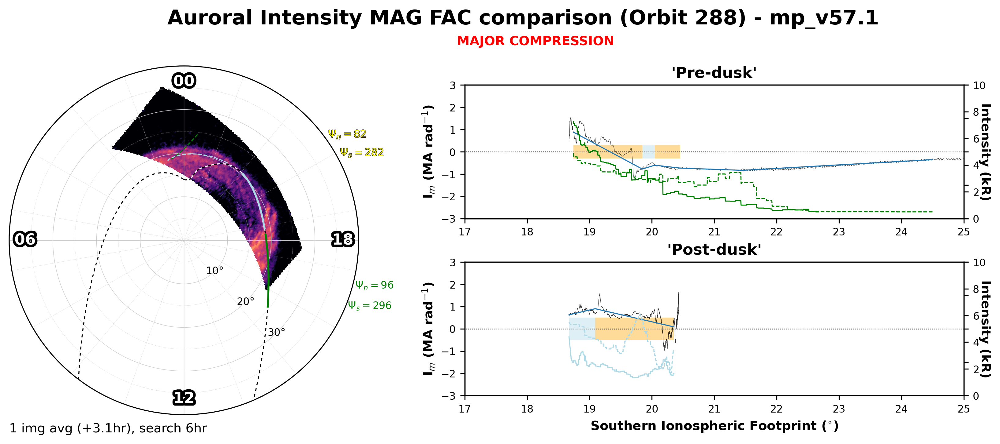 Auroral Intensity MAG FAC comparison (Orbit 288) - mp_v57.1
MAJOR COMPRESSION
00
06
18
12
10°
20°
30°
Ψn = 82
Ψs = 282
Ψn = 96
Ψs = 296
1 img avg (+3.1hr), search 6hr
'Pre-dusk'
3
2
1
0
−1
−2
−3
I_m (MA rad⁻¹)
10
8
6
4
2
0
Intensity (kR)
17 18 19 20 21 22 23 24 25
'Post-dusk'
3
2
1
0
−1
−2
−3
I_m (MA rad⁻¹)
10
8
6
4
2
0
Intensity (kR)
17 18 19 20 21 22 23 24 25
Southern Ionospheric Footprint (°)